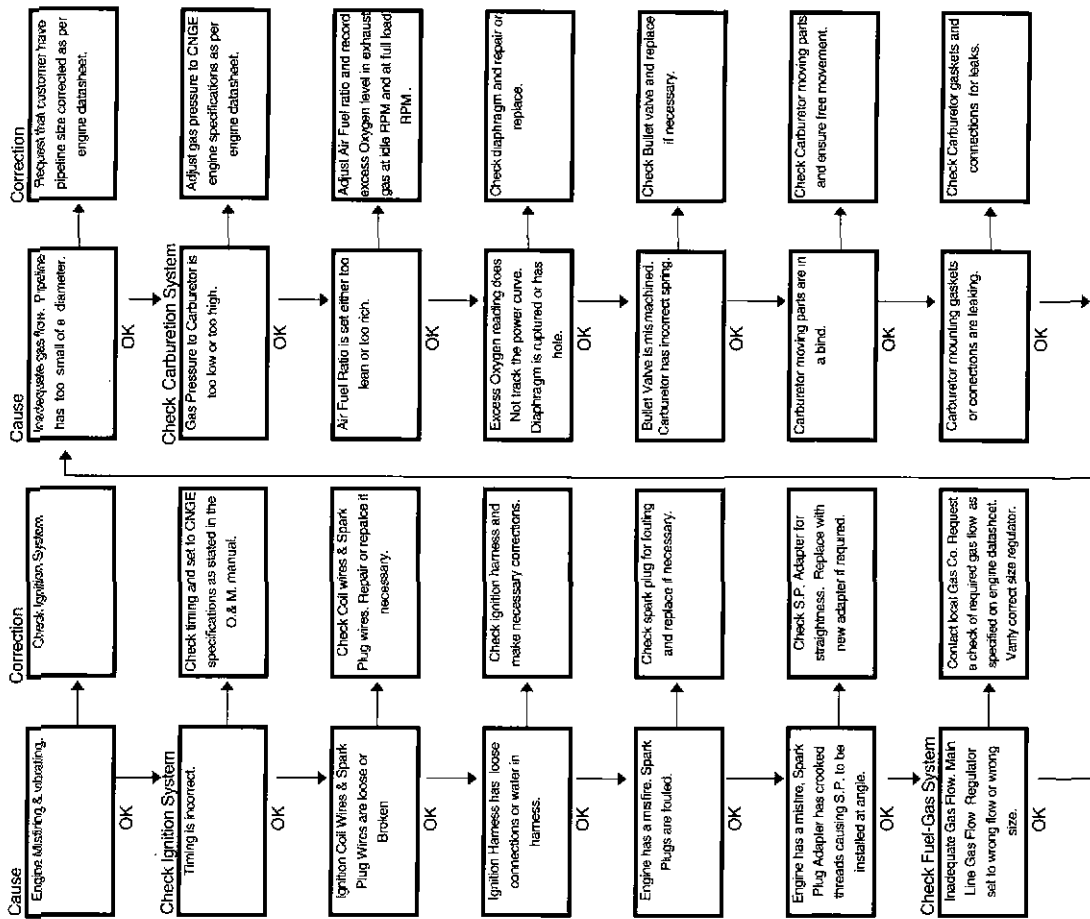 Cause
Correction
Engine Misfiring & vibrating.
Check Ignition System.
OK
Check Ignition System
Timing is incorrect.
Check timing and set to CNGE
specifications as stated in the
O.& M. manual.
OK
Ignition Coil Wires & Spark
Plug Wires are loose or
Broken
Check Coil wires & Spark
Plug wires. Repair or repalce if
necessary.
OK
Ignition Harness has loose
connections or water in
harness.
Check ignition harness and
make necessary corrections.
OK
Engine has a misfire. Spark
Plugs are fouled.
Check spark plug for fouting
and replace if necessary.
OK
Engine has a misfire, Spark
Plug Adapter has crooked
threads causing S.P. to be
installed at angle.
Check S.P. Adapter for
straightness. Replace with
new adapter if required.
OK
Check Fuel-Gas System
Inadequate Gas Flow. Main
Line Gas Flow Regulator
set to wrong flow or wrong
size.
Contact local Gas Co. Request
a check of required gas flow as
specified on engine datasheet.
Varify correct size regulator.
OK
Cause
Correction
Inadequate gas flow. Pipeline
has too small of a diameter.
Request that customer have
pipeline size corrected as per
engine datasheet.
OK
Check Carburetion System
Gas Pressure to Carburetor is
too low or too high.
Adjust gas pressure to CNGE
engine specifications as per
engine datasheet.
OK
Air Fuel Ratio is set either too
lean or too rich.
Adjust Air Fuel ratio and record
excess Oxygen level in exhaust
gas at idle RPM and at full load
RPM .
OK
Excess Oxygen reading does
Not track the power curve.
Diaphragm is ruptured or has
hole.
Check diaphragm and repair or
replace.
OK
Bullet Valve is mis machined.
Carburetor has incorrect spring.
Check Bullet valve and replace
if necessary.
OK
Carburetor moving parts are in
a bind.
Check Carburetor moving parts
and ensure free movement.
OK
Carburetor mounting gaskets
or connections are leaking.
Check Carburetor gaskets and
connections for leaks.
OK